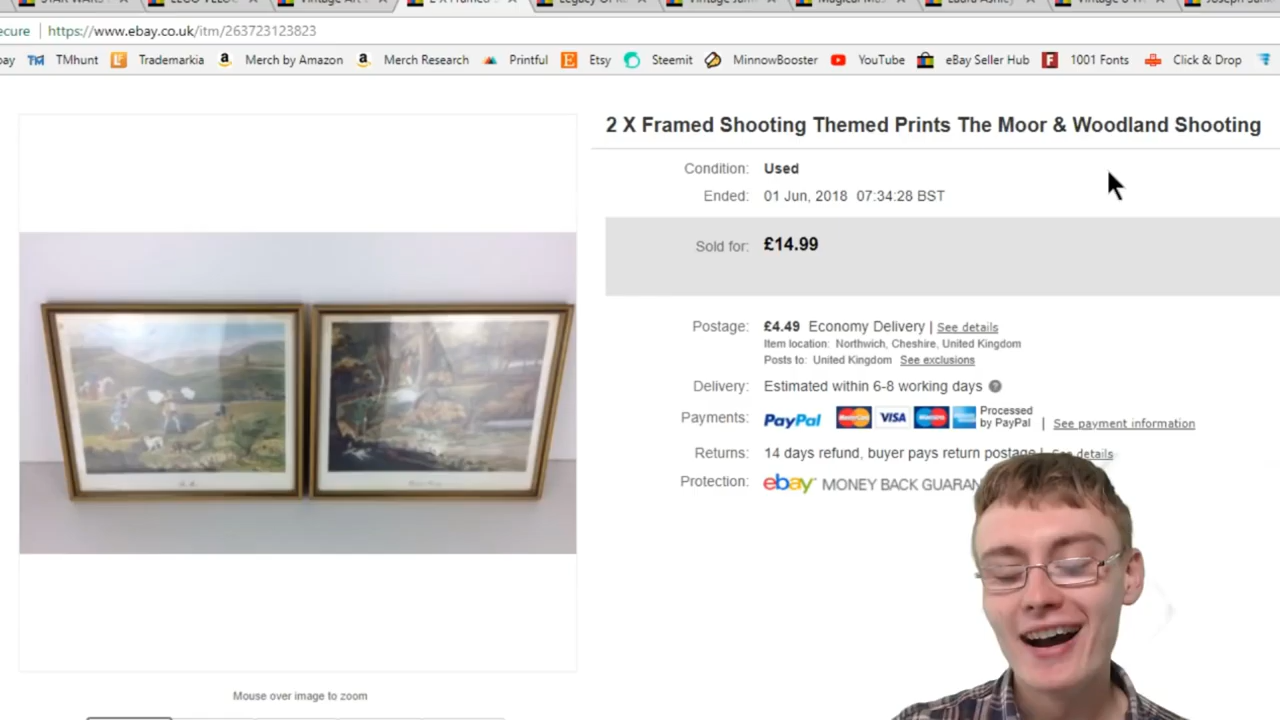 ecure | https://www.ebay.co.uk/itm/263723123823
TMhunt Trademarkia Merch by Amazon Merch Research Printful Etsy Steemit MinnowBooster YouTube eBay Seller Hub 1001 Fonts Click & Drop
2 X Framed Shooting Themed Prints The Moor & Woodland Shooting
Condition: Used
Ended: 01 Jun, 2018 07:34:28 BST
Sold for: £14.99
Postage: £4.49 Economy Delivery | See details
Item location: Northwich, Cheshire, United Kingdom
Posts to: United Kingdom See exclusions
Delivery: Estimated within 6-8 working days
Payments: PayPal MasterCard VISA Maestro Processed
by PayPal | See payment information
Returns: 14 days refund, buyer pays return postage | See details
Protection: ebay MONEY BACK GUARAN
Mouse over image to zoom